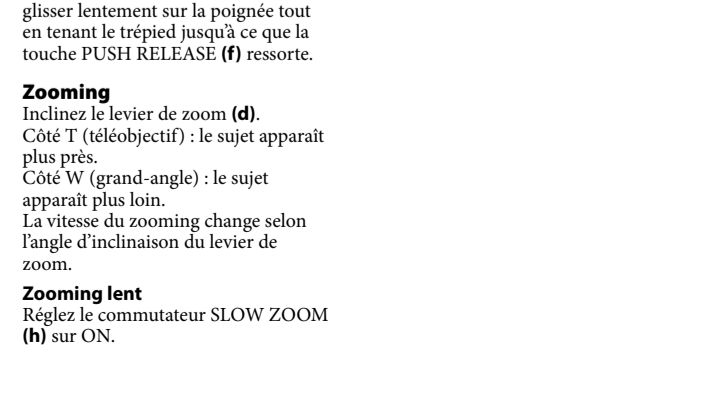 glisser lentement sur la poignée tout
en tenant le trépied jusqu'à ce que la
touche PUSH RELEASE (f) ressorte.
Zooming
Inclinez le levier de zoom (d).
Côté T (téléobjectif) : le sujet apparaît
plus près.
Côté W (grand-angle) : le sujet
apparaît plus loin.
La vitesse du zooming change selon
l'angle d'inclinaison du levier de
zoom.
Zooming lent
Réglez le commutateur SLOW ZOOM
(h) sur ON.